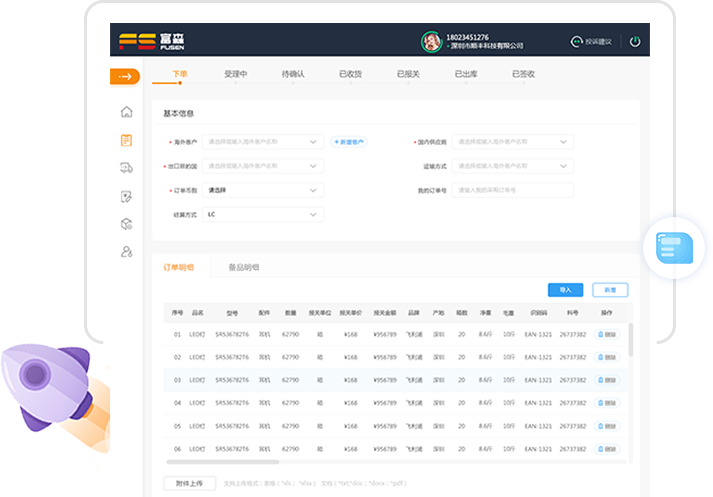 FS 富森 FUSEN
18023451276
- 深圳市顺丰科技有限公司
投诉建议
下单 受理中 待确认 已收货 已报关 已出库 已签收
基本信息
* 海外客户 请选择或输入海外客户名称 + 新增客户 * 国内供应商 请选择或输入海外客户名称
* 出口目的国 请选择或输入海外客户名称 运输方式 请选择或输入海外客户名称
* 订单币别 请选择 我的订单号 请输入我的采购订单号
结算方式 LC
订单明细 备品明细
导入 新增
序号 品名 型号 配件 数量 报关单位 报关单价 报关金额 品牌 产地 箱数 净重 毛重 识别码 料号 操作
01 LED灯 SR536782T6 耳机 62790 箱 ¥168 ¥956789 飞利浦 深圳 20 8.6斤 10斤 EAN-1321 26737382 删除
02 LED灯 SR536782T6 耳机 62790 箱 ¥168 ¥956789 飞利浦 深圳 20 8.6斤 10斤 EAN-1321 26737382 删除
03 LED灯 SR536782T6 耳机 62790 箱 ¥168 ¥956789 飞利浦 深圳 20 8.6斤 10斤 EAN-1321 26737382 删除
04 LED灯 SR536782T6 耳机 62790 箱 ¥168 ¥956789 飞利浦 深圳 20 8.6斤 10斤 EAN-1321 26737382 删除
05 LED灯 SR536782T6 耳机 62790 箱 ¥168 ¥956789 飞利浦 深圳 20 8.6斤 10斤 EAN-1321 26737382 删除
06 LED灯 SR536782T6 耳机 62790 箱 ¥168 ¥956789 飞利浦 深圳 20 8.6斤 10斤 EAN-1321 26737382 删除
附件上传 支持上传格式：表格（*xls； *xlsx） 文档（*txt;*doc；*docx；*pdf）